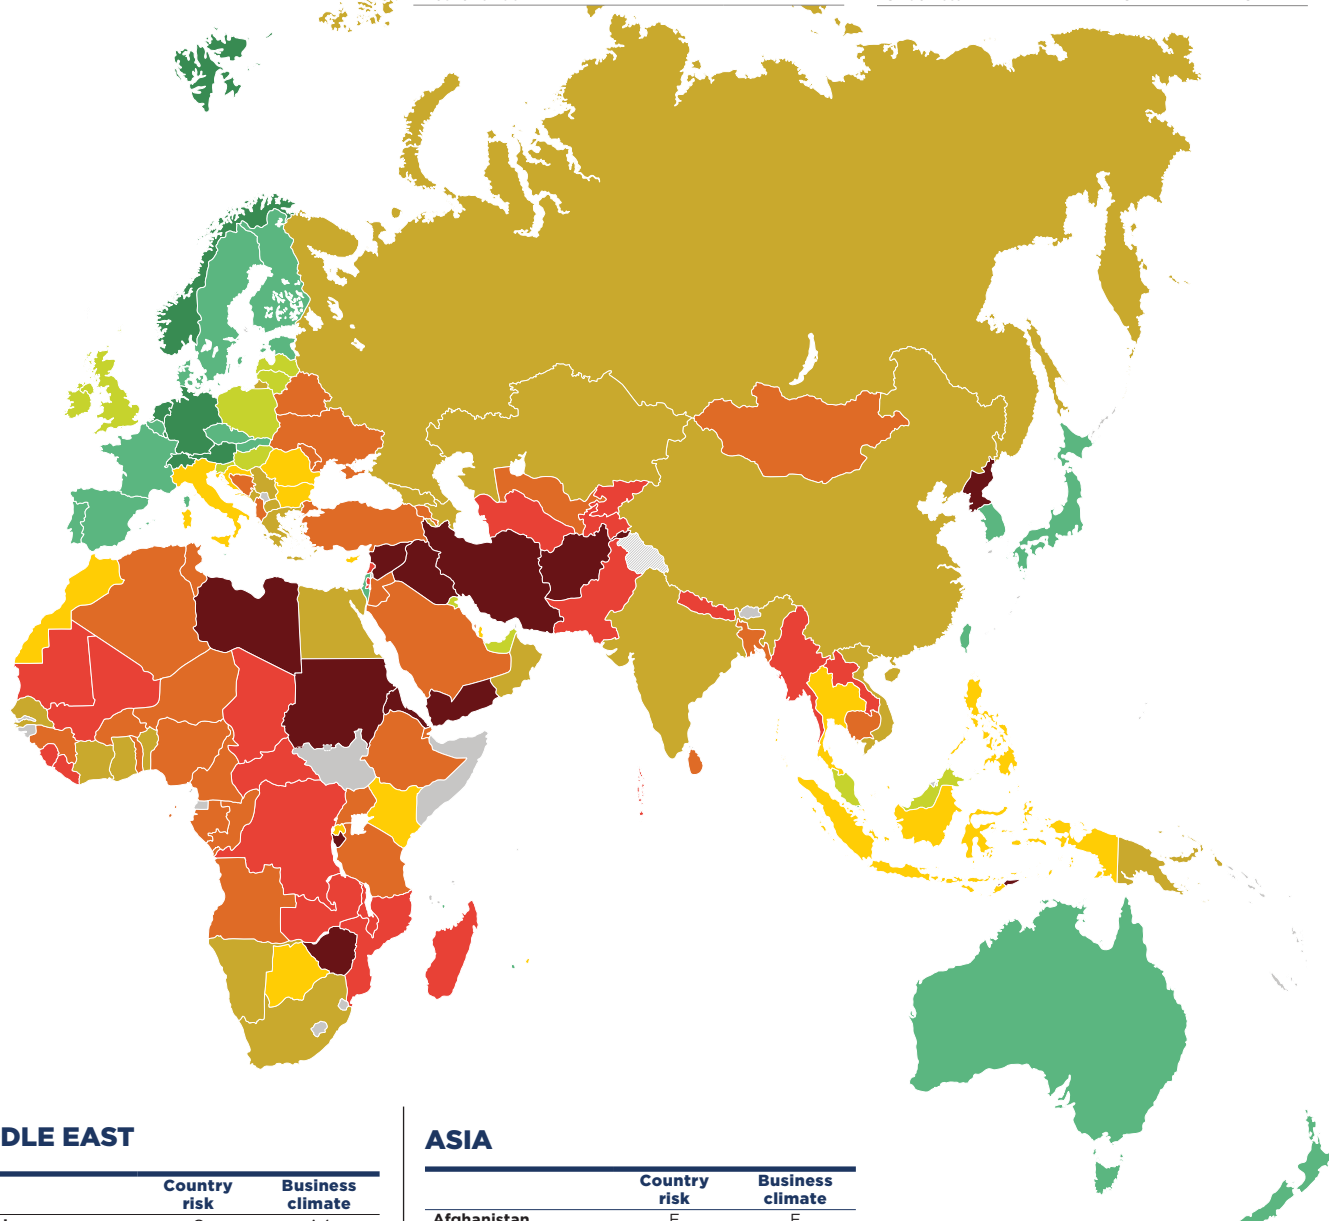 DLE EAST
Country Business
risk climate
ASIA
Country Business
risk climate
Afghanistan E E